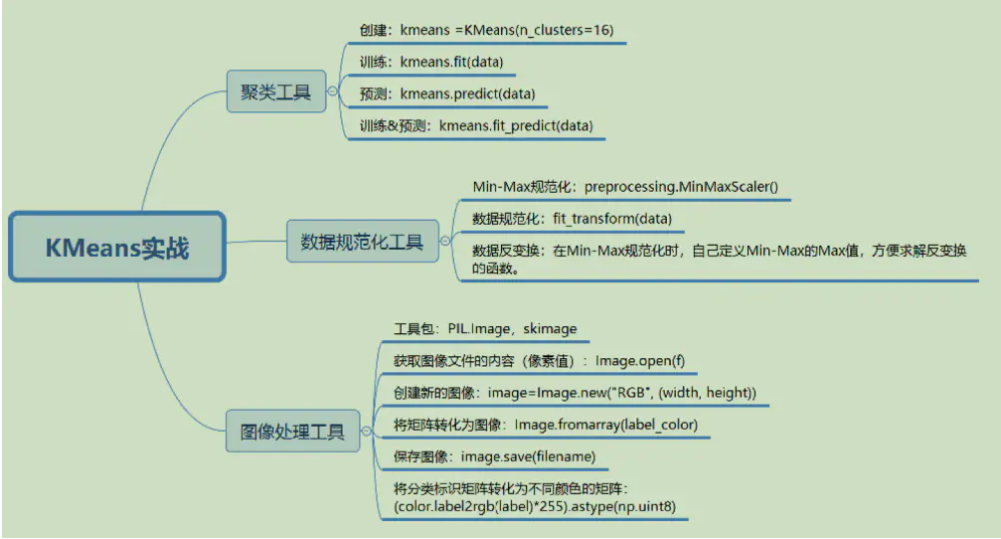 KMeans实战
聚类工具
创建：kmeans =KMeans(n_clusters=16)
训练：kmeans.fit(data)
预测：kmeans.predict(data)
训练&预测：kmeans.fit_predict(data)
数据规范化工具
Min-Max规范化：preprocessing.MinMaxScaler()
数据规范化：fit_transform(data)
数据反变换：在Min-Max规范化时，自己定义Min-Max的Max值，方便求解反变换
的函数。
图像处理工具
工具包：PIL.Image，skimage
获取图像文件的内容（像素值）：Image.open(f)
创建新的图像：image=Image.new("RGB", (width, height))
将矩阵转化为图像：Image.fromarray(label_color)
保存图像：image.save(filename)
将分类标识矩阵转化为不同颜色的矩阵：
(color.label2rgb(label)*255).astype(np.uint8)